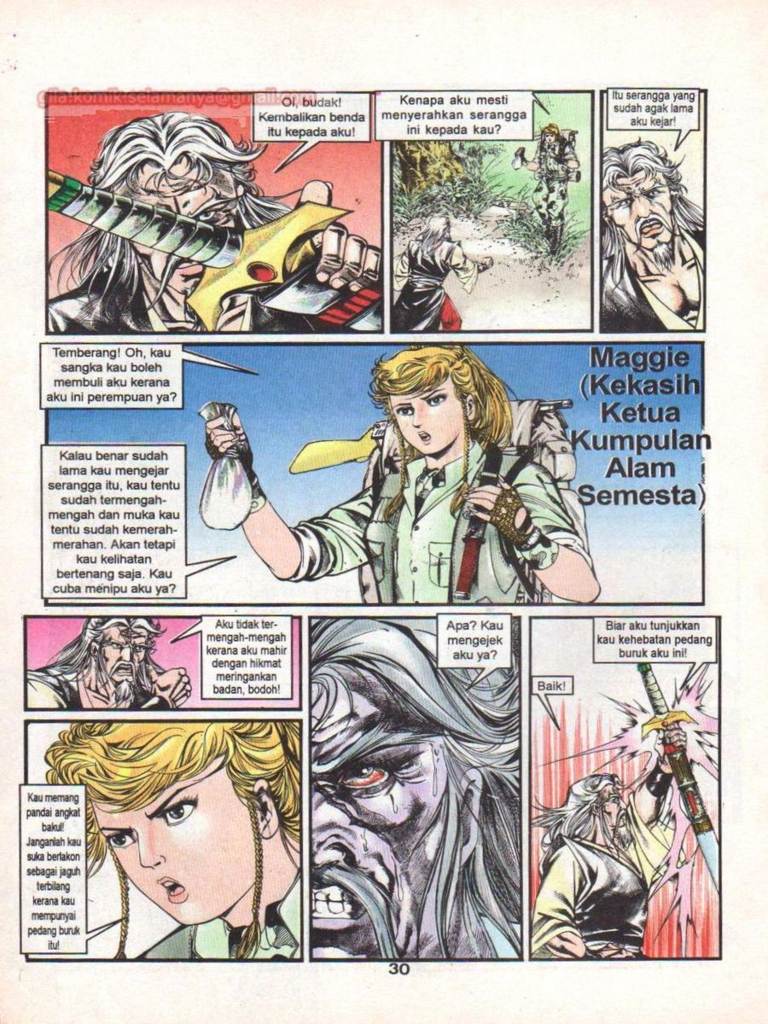 gila.komik.selamanya@gmail.com
Oi, budak!
Kembalikan benda
itu kepada aku!
Kenapa aku mesti
menyerahkan serangga
ini kepada kau?
Itu serangga yang
sudah agak lama
aku kejar!
Temberang! Oh, kau
sangka kau boleh
membuli aku kerana
aku ini perempuan ya?
Kalau benar sudah
lama kau mengejar
serangga itu, kau tentu
sudah termengah-
mengah dan muka kau
tentu sudah kemerah-
merahan. Akan tetapi
kau kelihatan
bertenang saja. Kau
cuba menipu aku ya?
Maggie
(Kekasih
Ketua
Kumpulan
Alam
Semesta)
Aku tidak ter-
mengah-mengah
kerana aku mahir
dengan hikmat
meringankan
badan, bodoh!
Kau memang
pandai angkat
bakul!
Janganlah kau
suka berlakon
sebagai jaguh
terbilang
kerana kau
mempunyai
pedang buruk
itu!
Apa? Kau
mengejek
aku ya?
Baik!
Biar aku tunjukkan
kau kehebatan pedang
buruk aku ini!
30